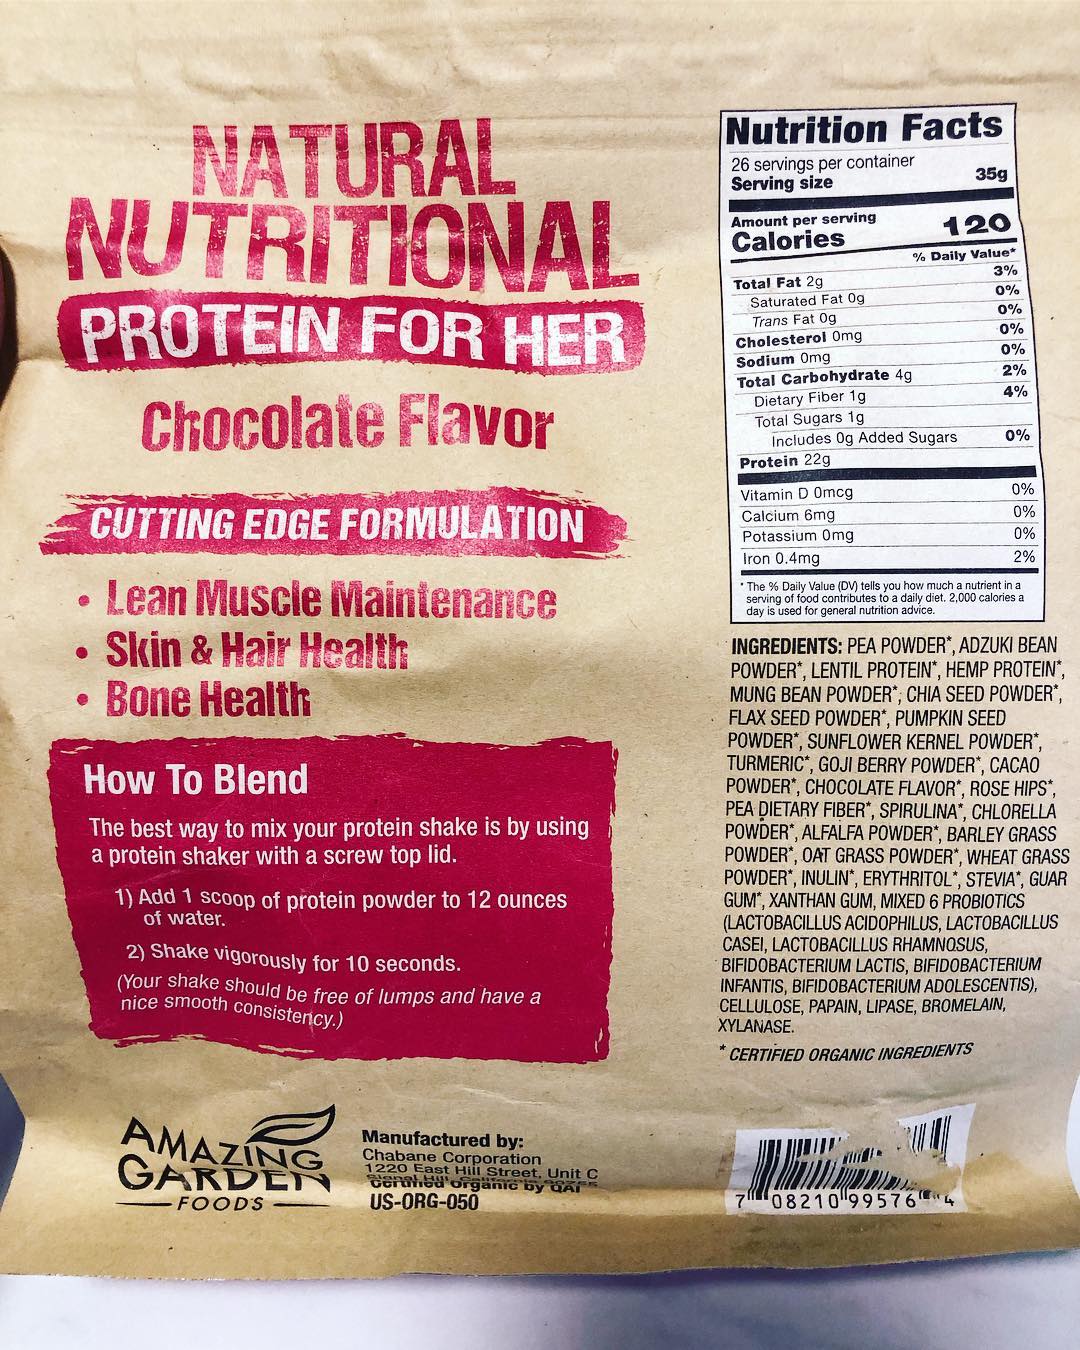 NATURAL
NUTRITIONAL
PROTEIN FOR HER
Chocolate Flavor
CUTTING EDGE FORMULATION
• Lean Muscle Maintenance
• Skin & Hair Health
• Bone Health
How To Blend
The best way to mix your protein shake is by using
a protein shaker with a screw top lid.
1) Add 1 scoop of protein powder to 12 ounces
of water.
2) Shake vigorously for 10 seconds.
(Your shake should be free of lumps and have a
nice smooth consistency.)
AMAZING
GARDEN
FOODS
Manufactured by:
Chabane Corporation
1220 East Hill Street, Unit C
Signal Hill, California
Certified Organic by QAI
US-ORG-050
Nutrition Facts
26 servings per container
Serving size 35g
Amount per serving
Calories 120
% Daily Value*
Total Fat 2g 3%
Saturated Fat 0g 0%
Trans Fat 0g 0%
Cholesterol 0mg 0%
Sodium 0mg 0%
Total Carbohydrate 4g 2%
Dietary Fiber 1g 4%
Total Sugars 1g
Includes 0g Added Sugars 0%
Protein 22g
Vitamin D 0mcg 0%
Calcium 6mg 0%
Potassium 0mg 0%
Iron 0.4mg 2%
* The % Daily Value (DV) tells you how much a nutrient in a
serving of food contributes to a daily diet. 2,000 calories a
day is used for general nutrition advice.
INGREDIENTS: PEA POWDER*, ADZUKI BEAN
POWDER*, LENTIL PROTEIN*, HEMP PROTEIN*,
MUNG BEAN POWDER*, CHIA SEED POWDER*,
FLAX SEED POWDER*, PUMPKIN SEED
POWDER*, SUNFLOWER KERNEL POWDER*,
TURMERIC*, GOJI BERRY POWDER*, CACAO
POWDER*, CHOCOLATE FLAVOR*, ROSE HIPS*,
PEA DIETARY FIBER*, SPIRULINA*, CHLORELLA
POWDER*, ALFALFA POWDER*, BARLEY GRASS
POWDER*, OAT GRASS POWDER*, WHEAT GRASS
POWDER*, INULIN*, ERYTHRITOL*, STEVIA*, GUAR
GUM*, XANTHAN GUM, MIXED 6 PROBIOTICS
(LACTOBACILLUS ACIDOPHILUS, LACTOBACILLUS
CASEI, LACTOBACILLUS RHAMNOSUS,
BIFIDOBACTERIUM LACTIS, BIFIDOBACTERIUM
INFANTIS, BIFIDOBACTERIUM ADOLESCENTIS),
CELLULOSE, PAPAIN, LIPASE, BROMELAIN,
XYLANASE.
* CERTIFIED ORGANIC INGREDIENTS
7 08210 99576 4